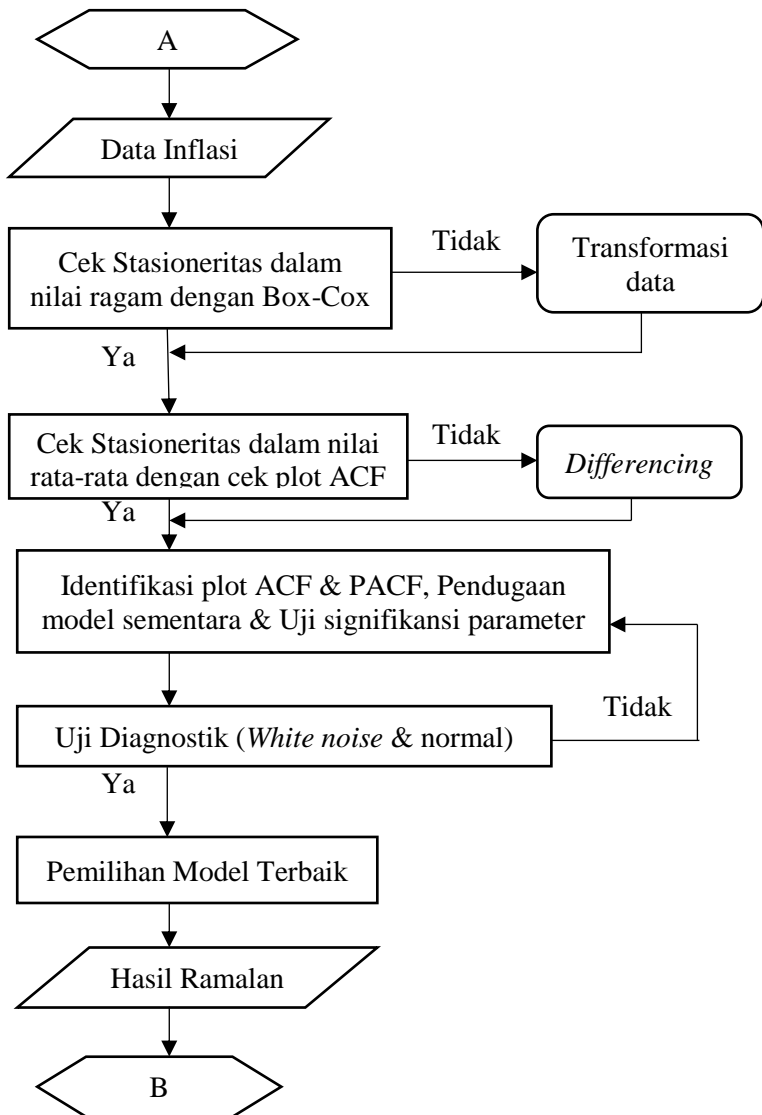 A
Data Inflasi
Cek Stasioneritas dalam
nilai ragam dengan Box-Cox
Tidak
Transformasi
data
Ya
Cek Stasioneritas dalam nilai
rata-rata dengan cek plot ACF
Tidak
Differencing
Ya
Identifikasi plot ACF & PACF, Pendugaan
model sementara & Uji signifikansi parameter
Uji Diagnostik (White noise & normal)
Tidak
Ya
Pemilihan Model Terbaik
Hasil Ramalan
B